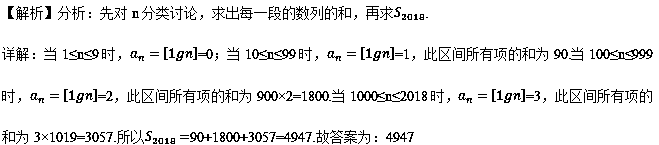 【解析】分析：先对 n 分类讨论，求出每一段的数列的和，再求S₂₀₁₈.
详解：当 1≤n≤9 时，aₙ = [1gn]=0；当 10≤n≤99 时，aₙ = [1gn]=1，此区间所有项的和为 90.当 100≤n≤999
时，aₙ = [1gn]=2，此区间所有项的和为 900×2=1800.当 1000≤n≤2018 时，aₙ = [1gn]=3，此区间所有项的
和为 3×1019=3057.所以S₂₀₁₈ =90+1800+3057=4947.故答案为：4947